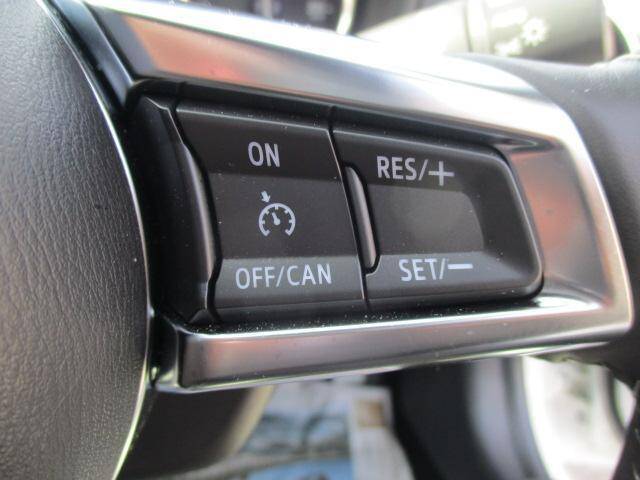 ON
RES/+
OFF/CAN
SET/−